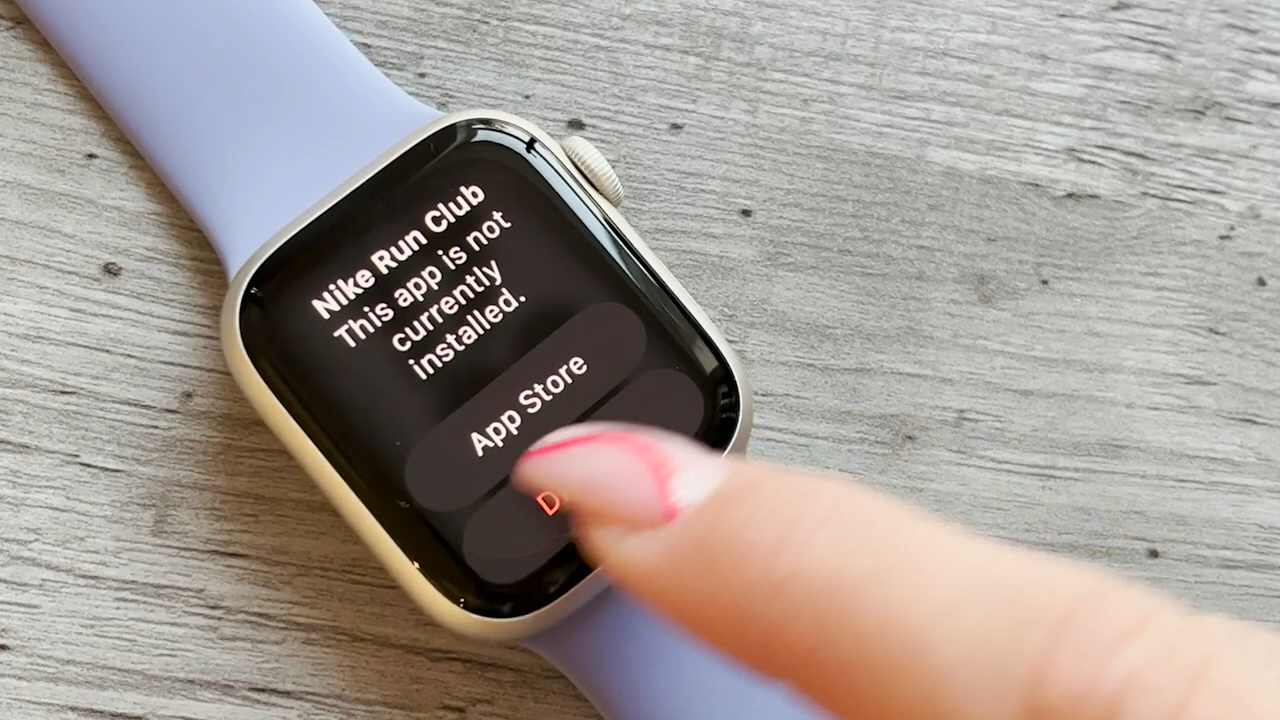 Nike Run Club
This app is not
currently
installed.
App Store